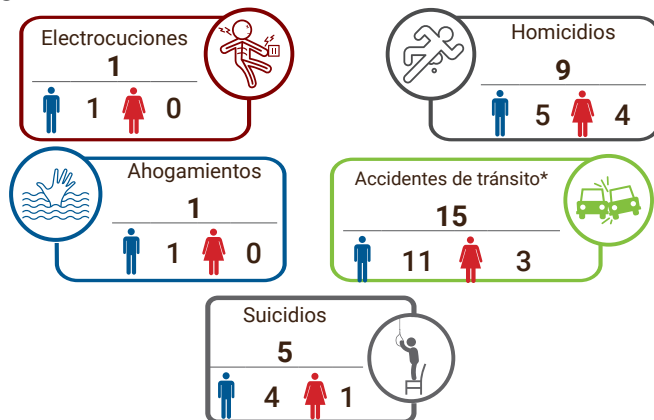 Electrocuciones
1
1 0
Homicidios
9
5 4
Ahogamientos
1
1 0
Accidentes de tránsito*
15
11 3
Suicidios
5
4 1